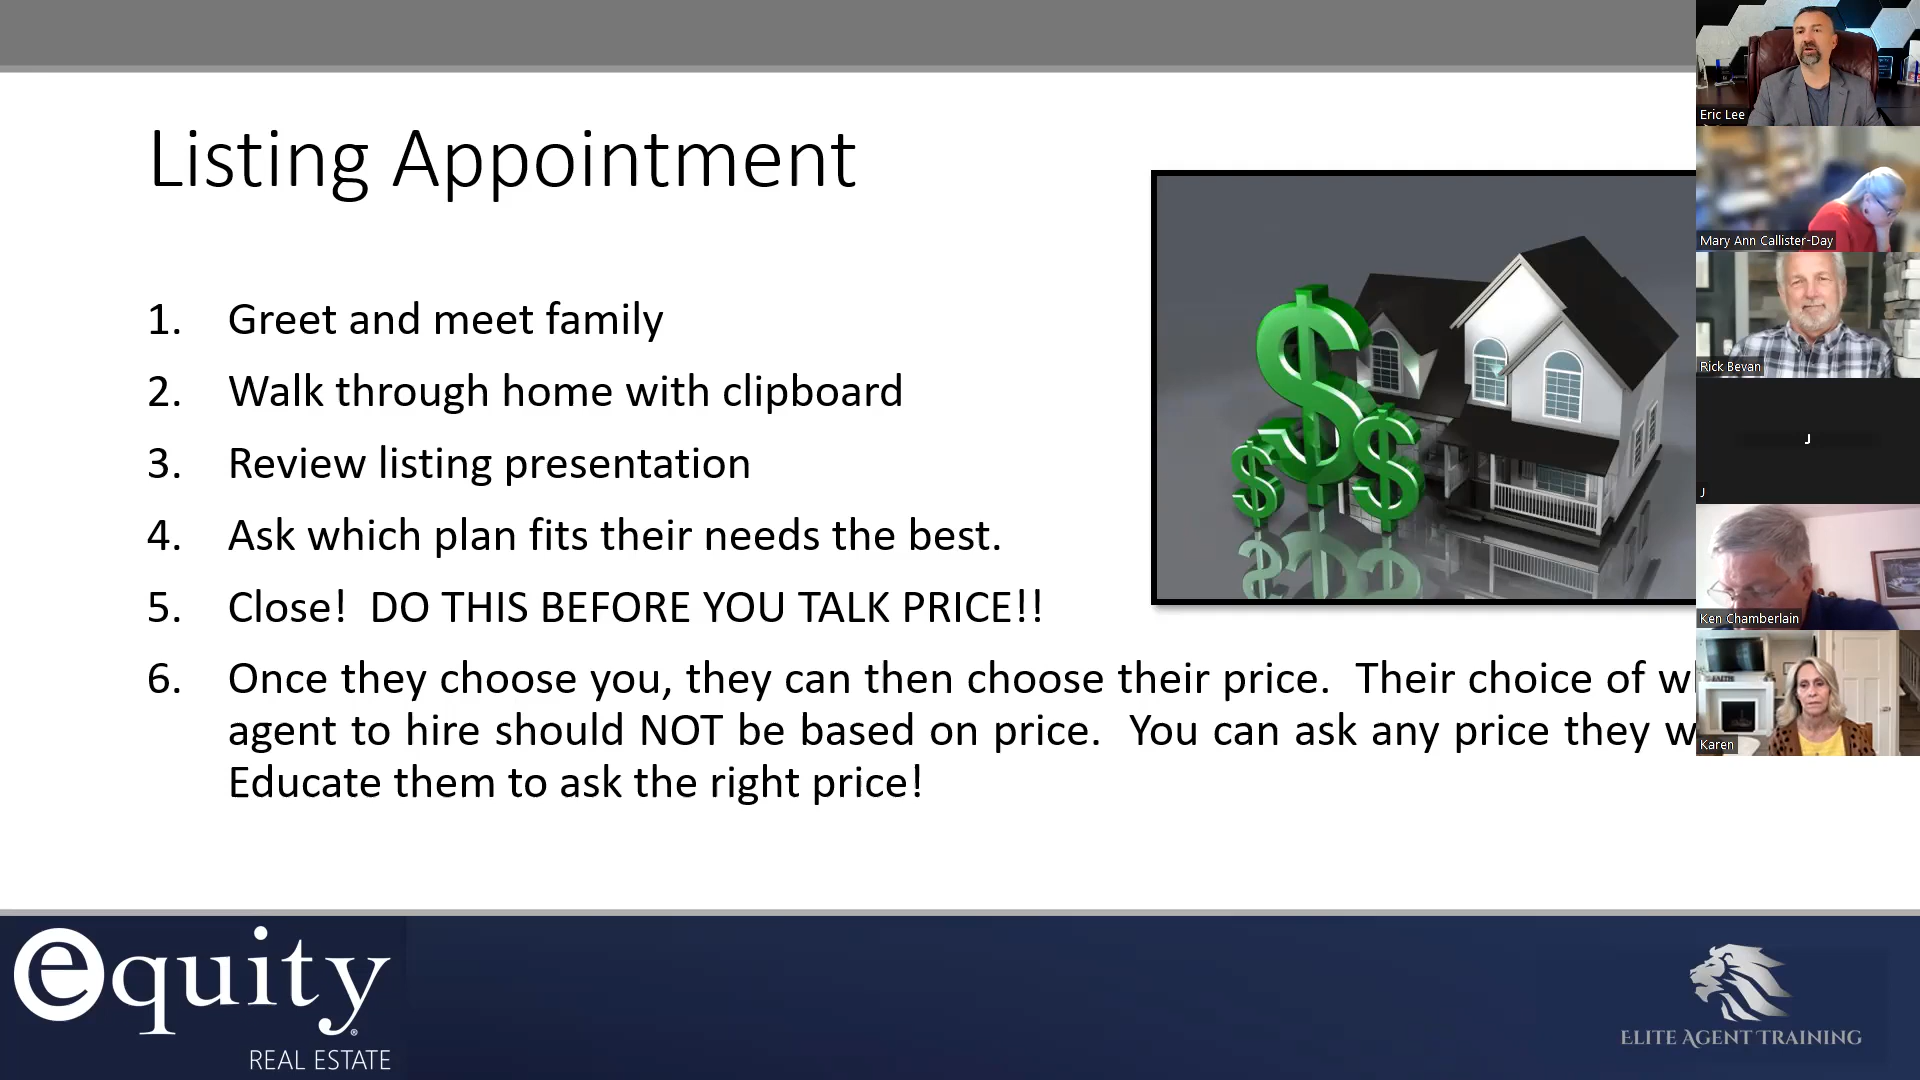 Listing Appointment
1. Greet and meet family
2. Walk through home with clipboard
3. Review listing presentation
4. Ask which plan fits their needs the best.
5. Close!  DO THIS BEFORE YOU TALK PRICE!!
6. Once they choose you, they can then choose their price.  Their choice of
agent to hire should NOT be based on price.  You can ask any price they
Educate them to ask the right price!
equity®
REAL ESTATE
ELITE AGENT TRAINING
Eric Lee
Mary Ann Callister-Day
Rick Bevan
J
J
Ken Chamberlain
Karen